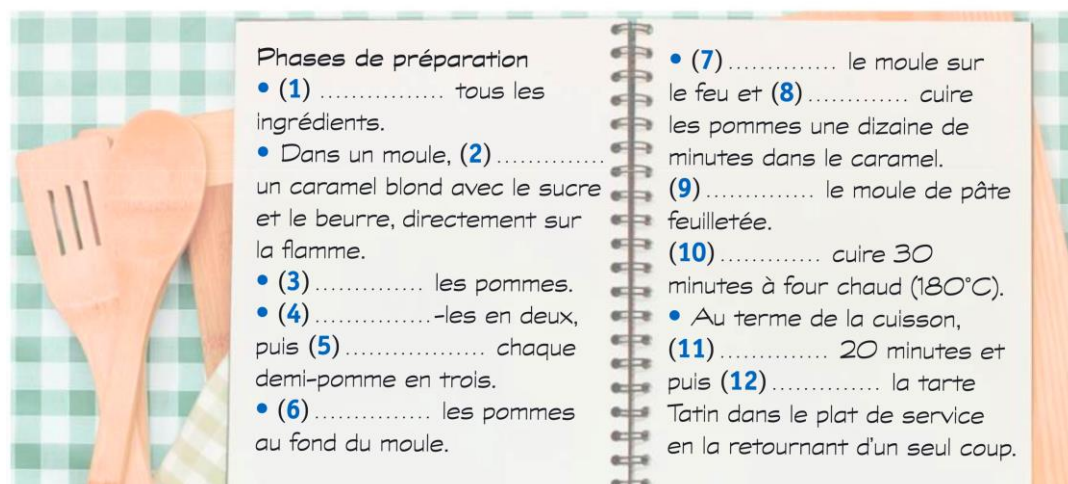 Phases de préparation
• (1) ................ tous les
ingrédients.
• Dans un moule, (2) ..............
un caramel blond avec le sucre
et le beurre, directement sur
la flamme.
• (3) .............. les pommes.
• (4) ...............-les en deux,
puis (5) .................. chaque
demi-pomme en trois.
• (6) ............... les pommes
au fond du moule.
• (7) .............. le moule sur
le feu et (8) ............. cuire
les pommes une dizaine de
minutes dans le caramel.
(9) .............. le moule de pâte
feuilletée.
(10) ............. cuire 30
minutes à four chaud (180°C).
• Au terme de la cuisson,
(11) .............. 20 minutes et
puis (12) .............. la tarte
Tatin dans le plat de service
en la retournant d'un seul coup.